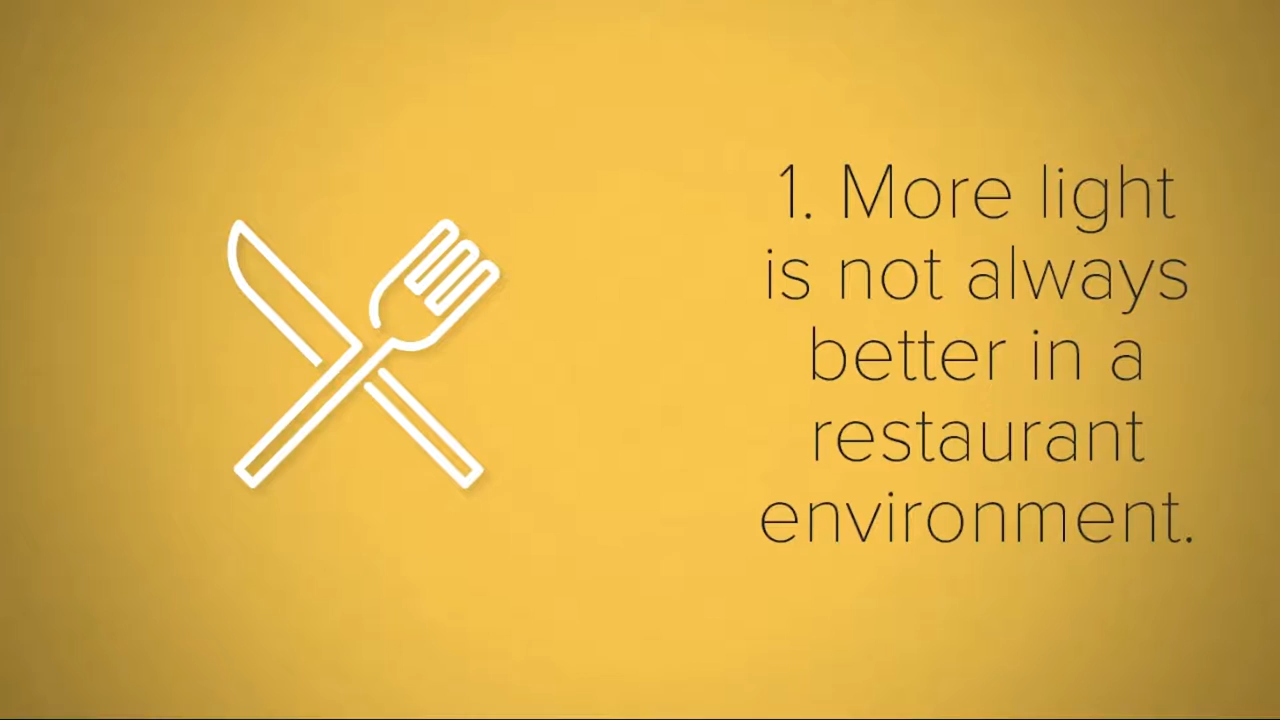 1. More light
is not always
better in a
restaurant
environment.